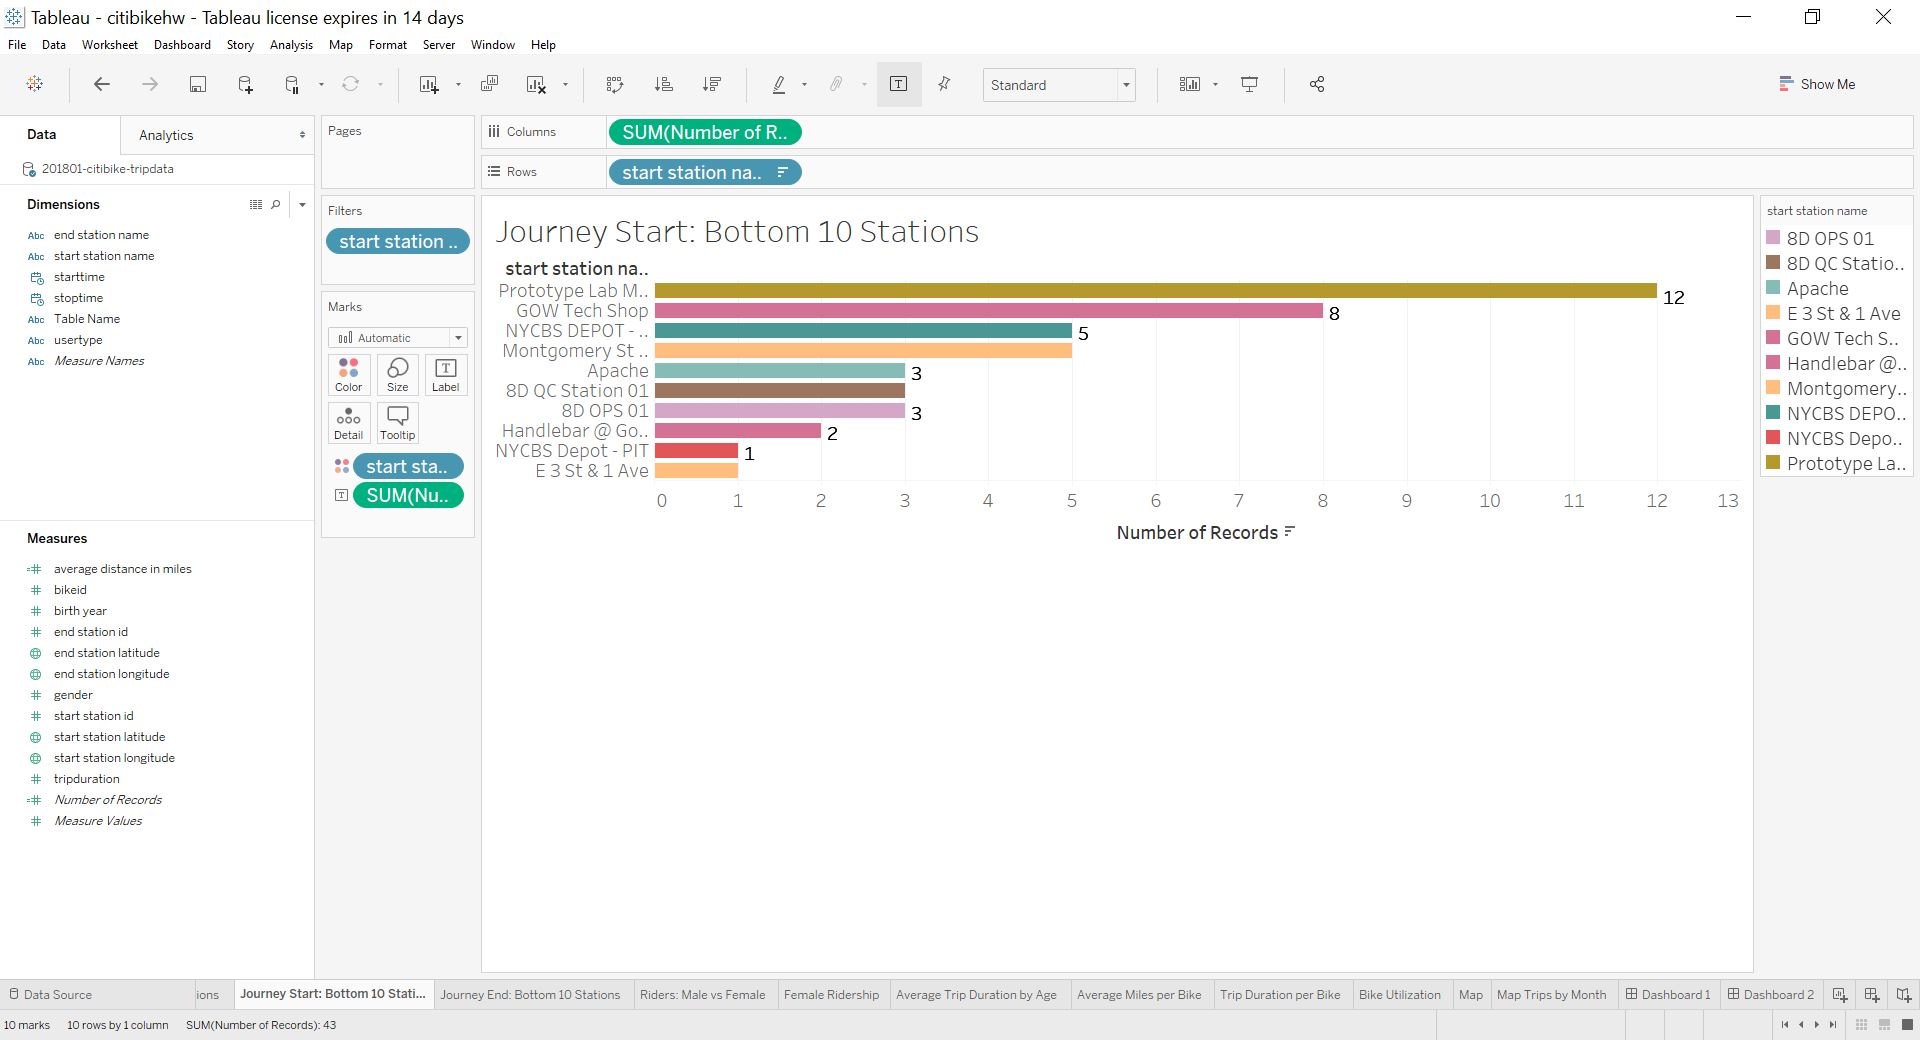 Tableau - citibikehw - Tableau license expires in 14 days
File Data Worksheet Dashboard Story Analysis Map Format Server Window Help
Standard
Show Me
Data
Analytics
201801-citibike-tripdata
Dimensions
Abc end station name
Abc start station name
starttime
stoptime
Abc Table Name
Abc usertype
Abc Measure Names
Measures
average distance in miles
bikeid
birth year
end station id
end station latitude
end station longitude
gender
start station id
start station latitude
start station longitude
tripduration
Number of Records
Measure Values
Pages
Filters
start station ..
Marks
Automatic
Color Size Label
Detail Tooltip
start sta..
SUM(Nu..
Columns SUM(Number of R..
Rows start station na..
Journey Start: Bottom 10 Stations
start station na..
Prototype Lab M.. 12
GOW Tech Shop 8
NYCBS DEPOT - .. 5
Montgomery St ..
Apache 3
8D QC Station 01
8D OPS 01 3
Handlebar @ Go.. 2
NYCBS Depot - PIT 1
E 3 St & 1 Ave
0 1 2 3 4 5 6 7 8 9 10 11 12 13
Number of Records
start station name
8D OPS 01
8D QC Statio..
Apache
E 3 St & 1 Ave
GOW Tech S..
Handlebar @..
Montgomery..
NYCBS DEPO..
NYCBS Depo..
Prototype La..
Data Source ions Journey Start: Bottom 10 Stati... Journey End: Bottom 10 Stations Riders: Male vs Female Female Ridership Average Trip Duration by Age Average Miles per Bike Trip Duration per Bike Bike Utilization Map Map Trips by Month Dashboard 1 Dashboard 2
10 marks 10 rows by 1 column SUM(Number of Records): 43